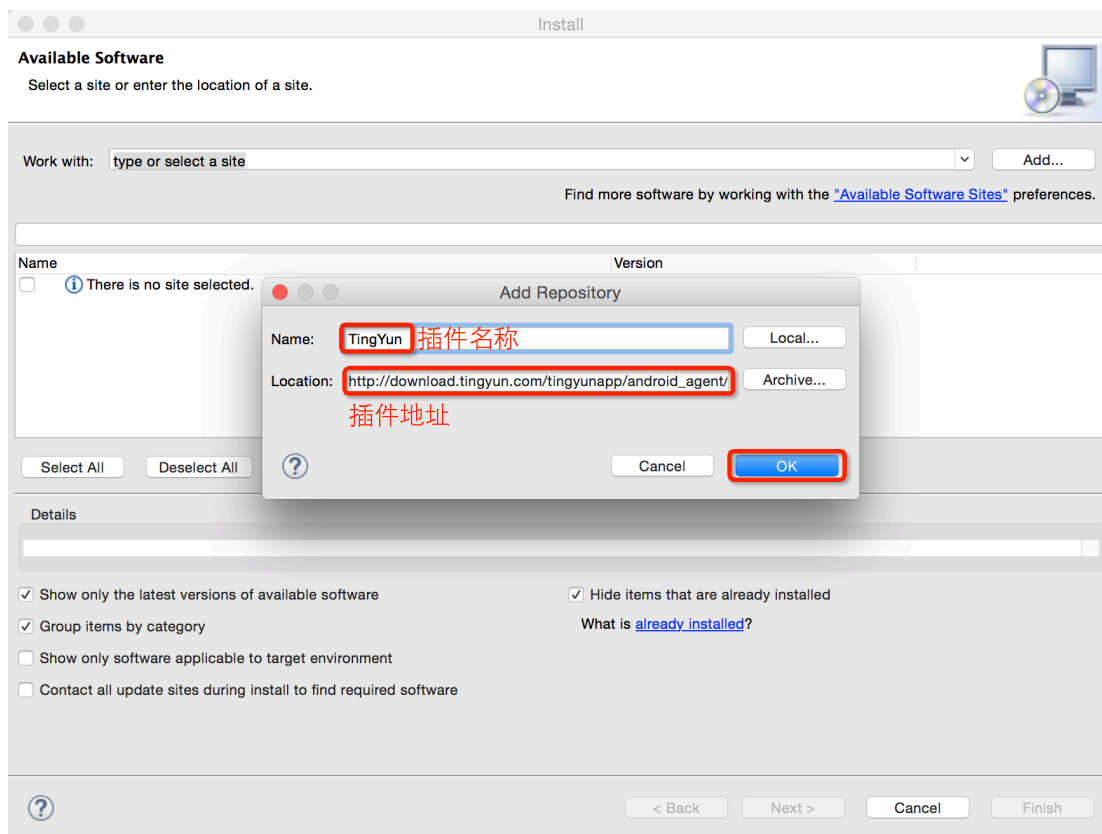 Install
Available Software
Select a site or enter the location of a site.
Work with: type or select a site Add...
Find more software by working with the "Available Software Sites" preferences.
Name Version
There is no site selected.
Add Repository
Name: TingYun 插件名称 Local...
Location: http://download.tingyun.com/tingyunapp/android_agent/ Archive...
插件地址
Cancel OK
Select All Deselect All
Details
Show only the latest versions of available software Hide items that are already installed
Group items by category What is already installed?
Show only software applicable to target environment
Contact all update sites during install to find required software
< Back Next > Cancel Finish